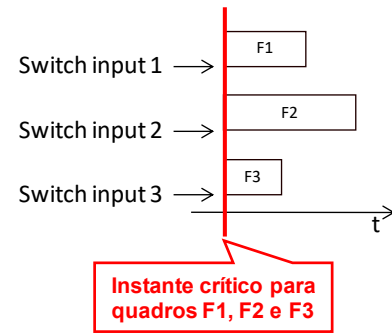 F1
Switch input 1
F2
Switch input 2
F3
Switch input 3
t
Instante crítico para
quadros F1, F2 e F3